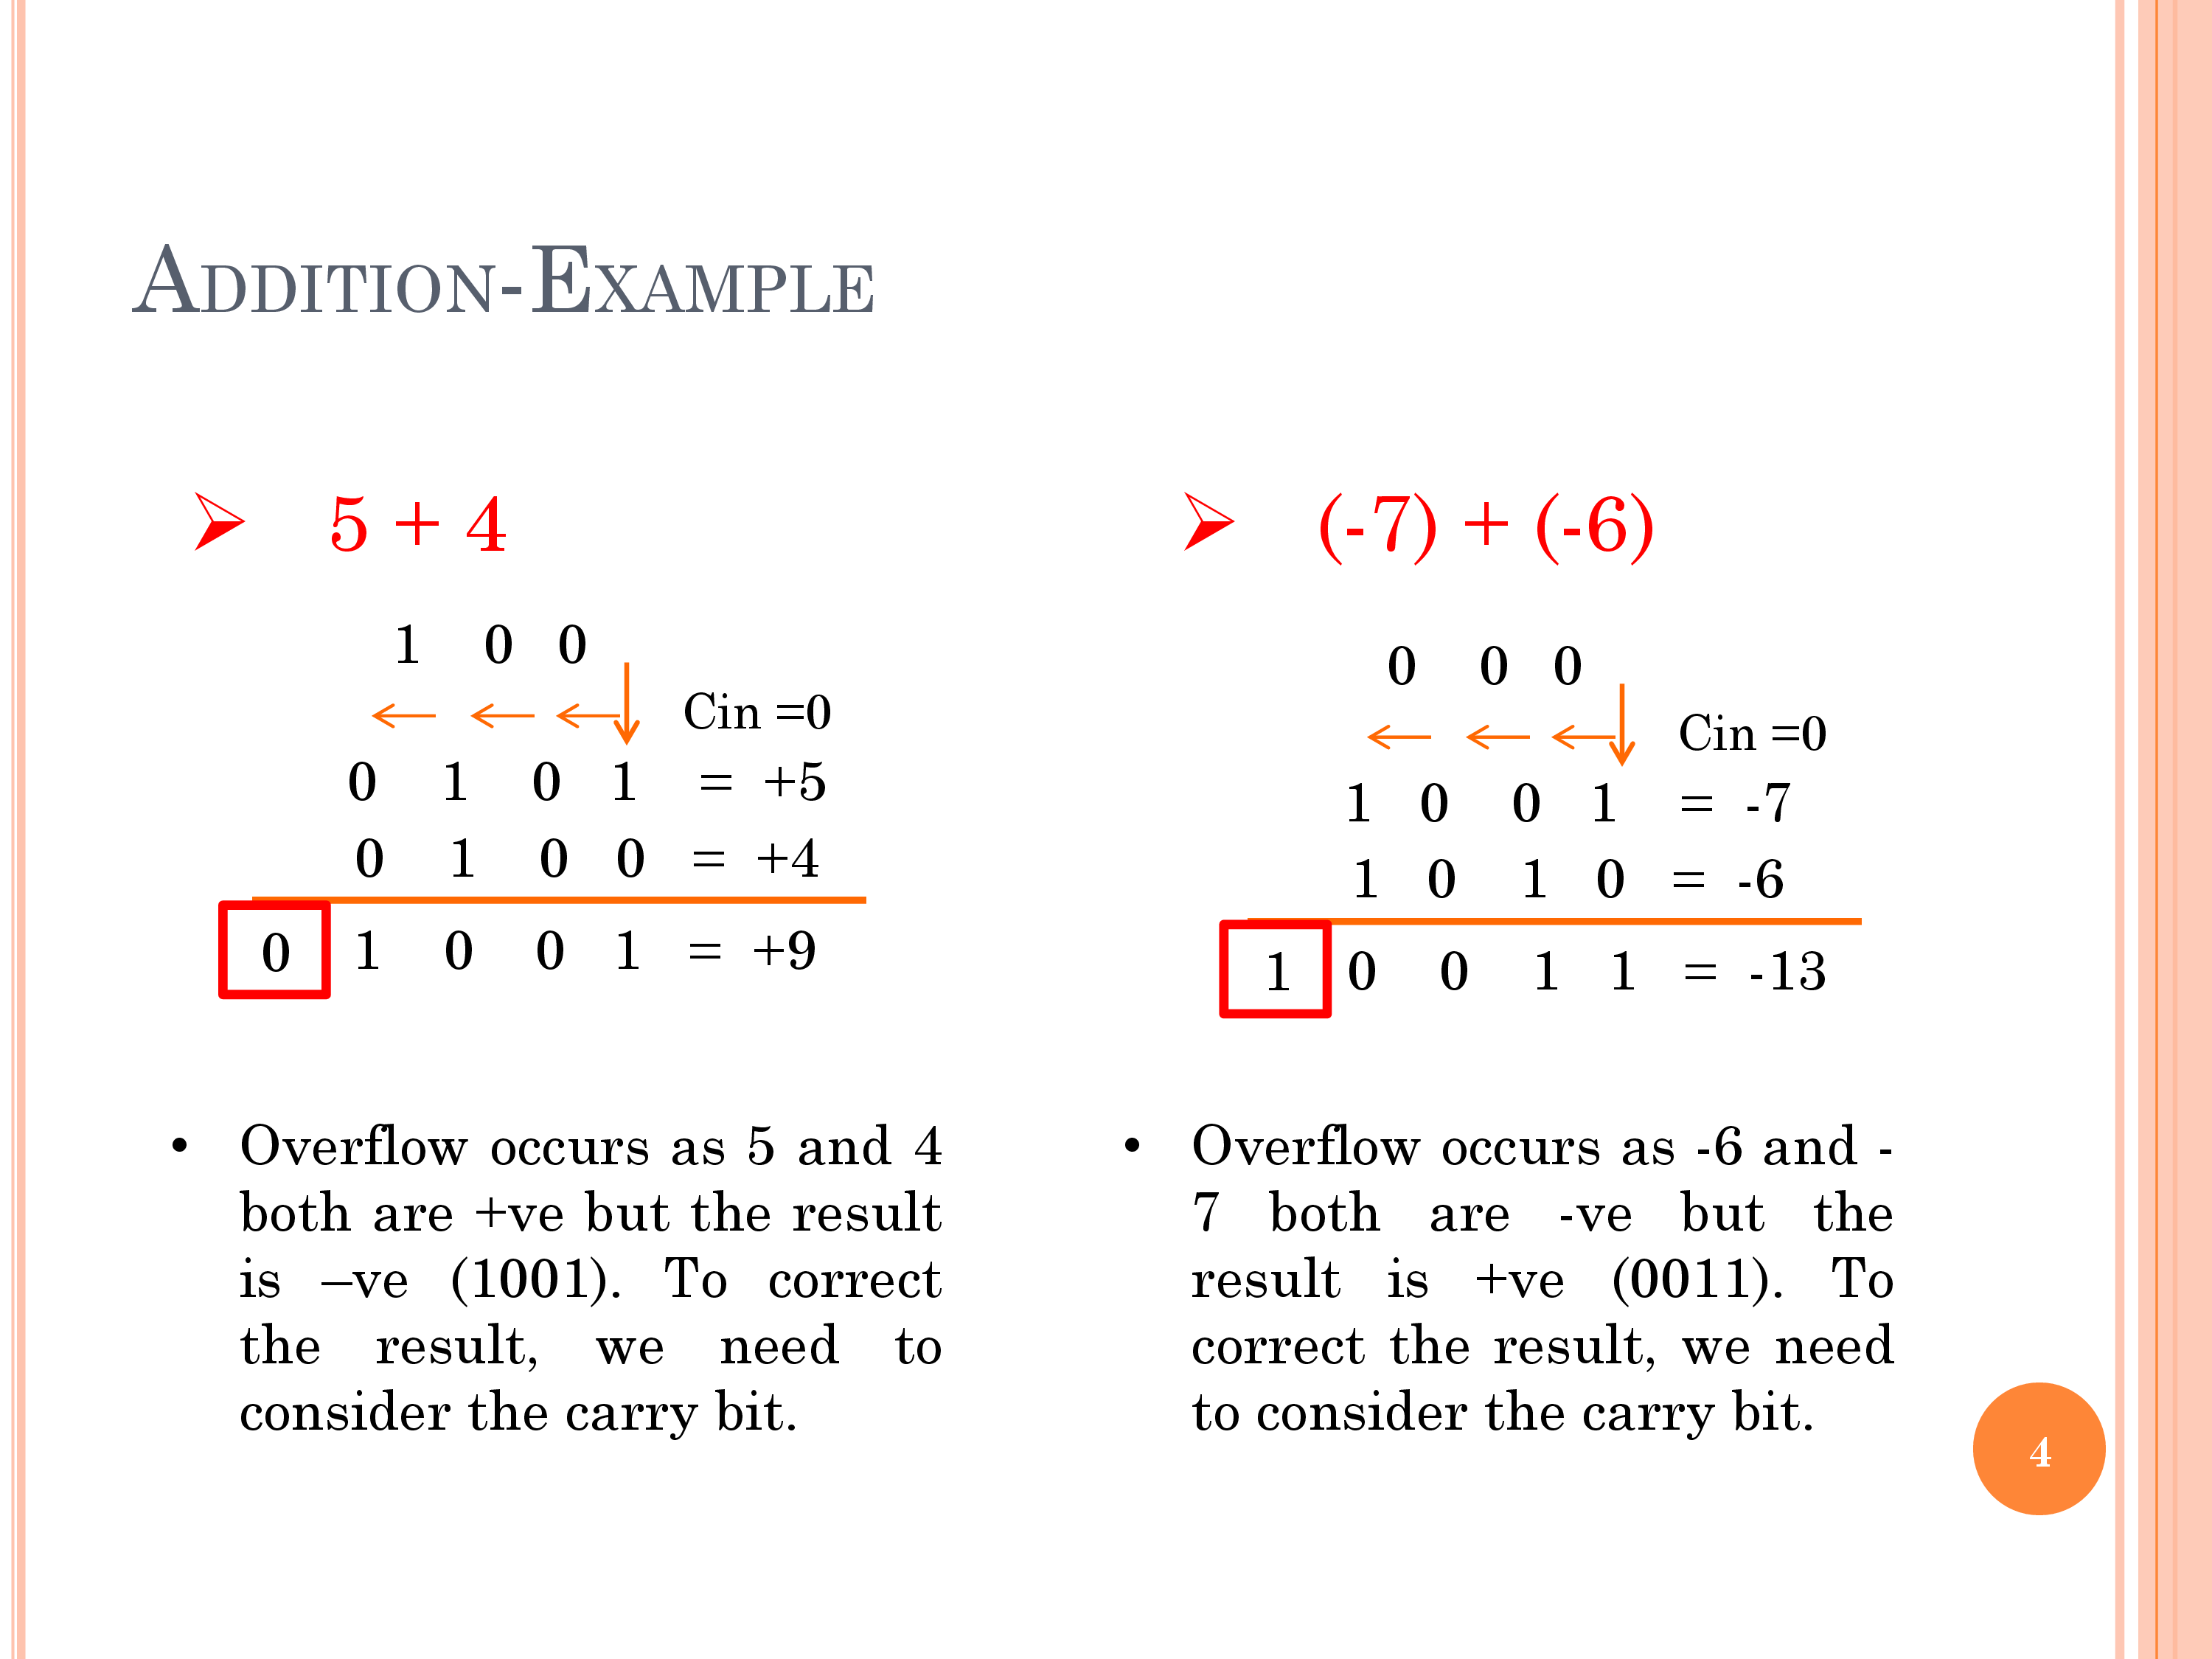 ADDITION-EXAMPLE
5 + 4
1 0 0
Cin =0
0 1 0 1 = +5
0 1 0 0 = +4
0 1 0 0 1 = +9
Overflow occurs as 5 and 4
both are +ve but the result
is –ve (1001). To correct
the result, we need to
consider the carry bit.
(-7) + (-6)
0 0 0
Cin =0
1 0 0 1 = -7
1 0 1 0 = -6
1 0 0 1 1 = -13
Overflow occurs as -6 and -
7 both are -ve but the
result is +ve (0011). To
correct the result, we need
to consider the carry bit.
4